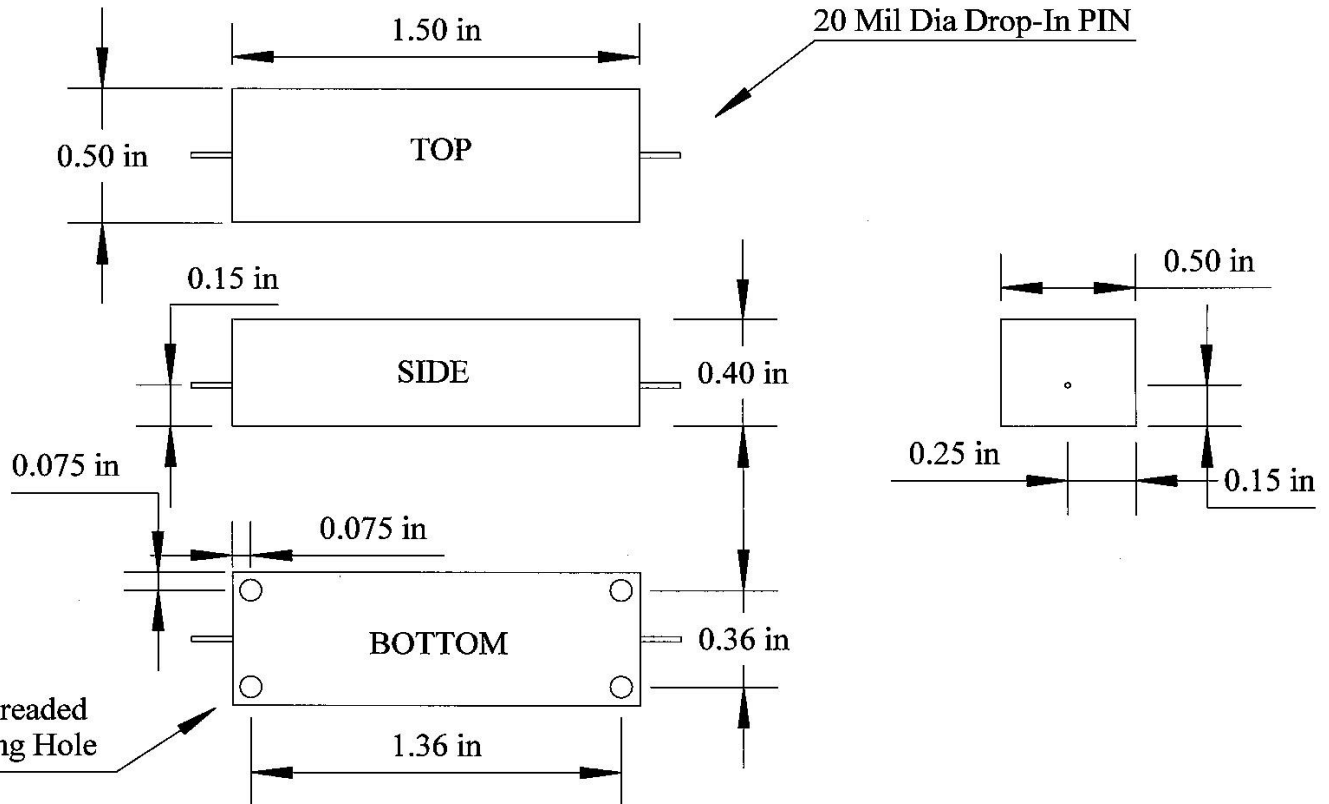 20 Mil Dia Drop-In PIN
1.50 in
0.50 in
TOP
0.15 in
0.50 in
SIDE
0.40 in
0.075 in
0.25 in
0.15 in
0.075 in
BOTTOM
0.36 in
readed
ng Hole
1.36 in